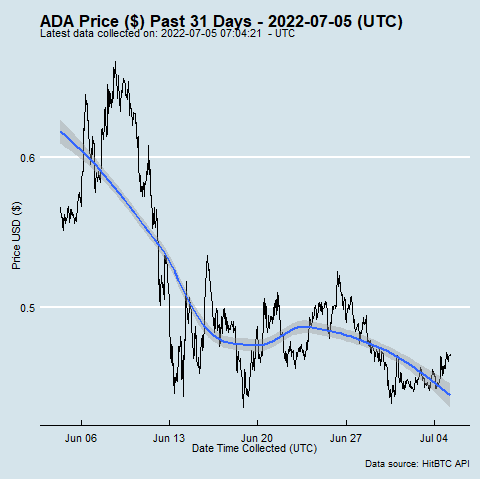 ADA Price ($) Past 31 Days - 2022-07-05 (UTC)
Latest data collected on: 2022-07-05 07:04:21 - UTC
Price USD ($)
0.6
0.5
Jun 06 Jun 13 Jun 20 Jun 27 Jul 04
Date Time Collected (UTC)
Data source: HitBTC API